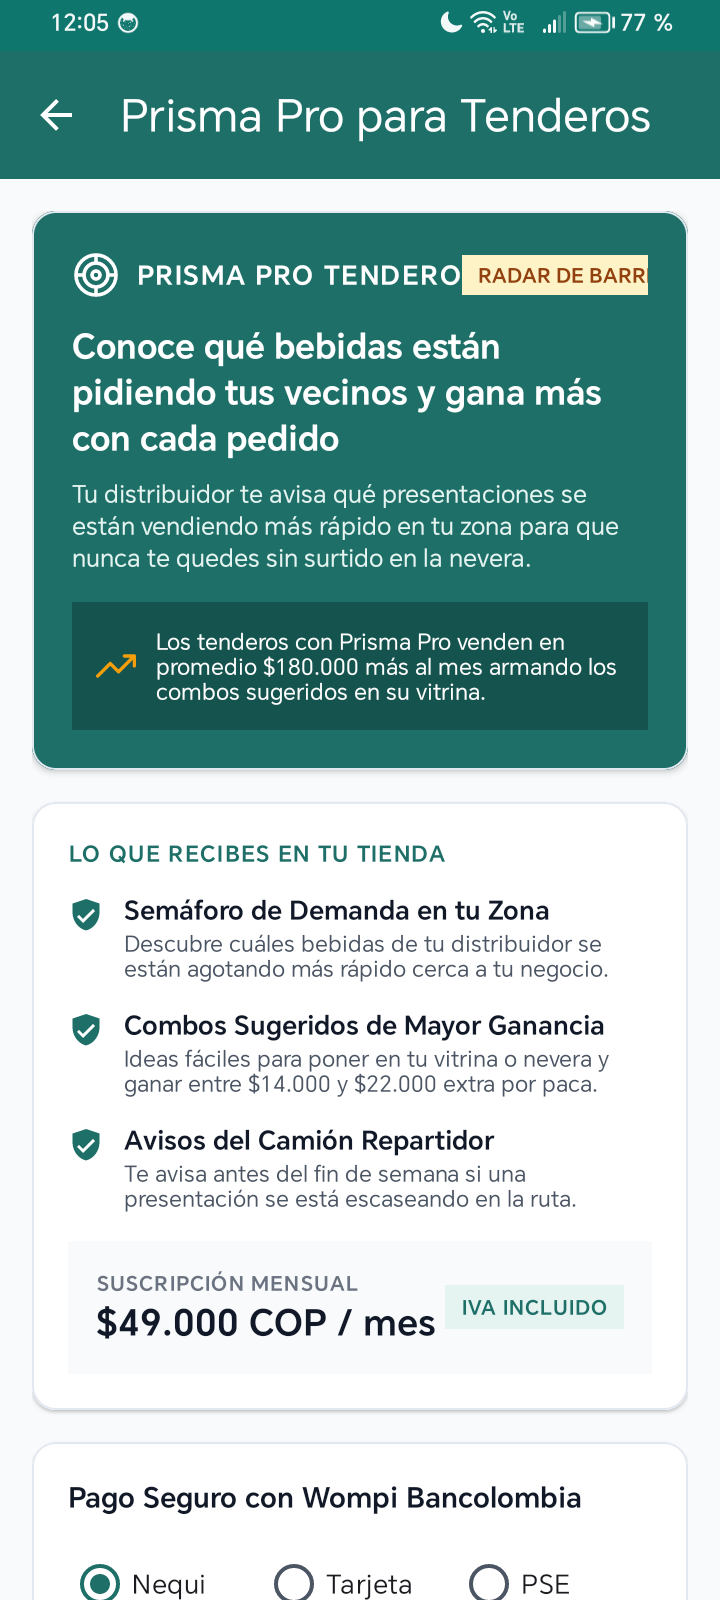 12:05
Vo
LTE
77 %
Prisma Pro para Tenderos
PRISMA PRO TENDERO
RADAR DE BARRI
Conoce qué bebidas están
pidiendo tus vecinos y gana más
con cada pedido
Tu distribuidor te avisa qué presentaciones se
están vendiendo más rápido en tu zona para que
nunca te quedes sin surtido en la nevera.
Los tenderos con Prisma Pro venden en
promedio $180.000 más al mes armando los
combos sugeridos en su vitrina.
LO QUE RECIBES EN TU TIENDA
Semáforo de Demanda en tu Zona
Descubre cuáles bebidas de tu distribuidor se
están agotando más rápido cerca a tu negocio.
Combos Sugeridos de Mayor Ganancia
Ideas fáciles para poner en tu vitrina o nevera y
ganar entre $14.000 y $22.000 extra por paca.
Avisos del Camión Repartidor
Te avisa antes del fin de semana si una
presentación se está escaseando en la ruta.
SUSCRIPCIÓN MENSUAL
$49.000 COP / mes
IVA INCLUIDO
Pago Seguro con Wompi Bancolombia
Nequi
Tarjeta
PSE